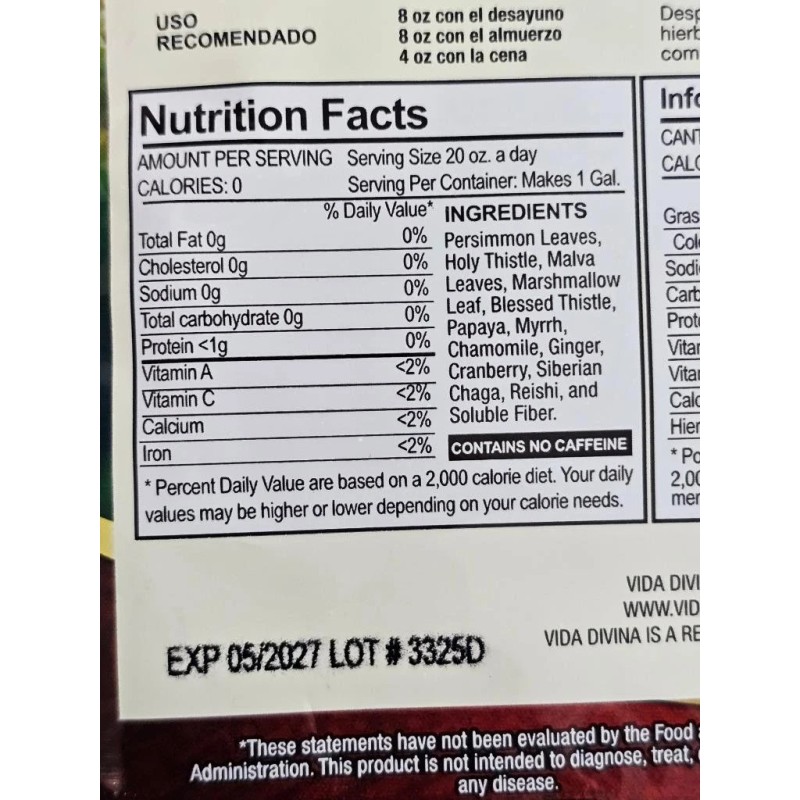 USO
RECOMENDADO
8 oz con el desayuno
8 oz con el almuerzo
4 oz con la cena
Nutrition Facts
AMOUNT PER SERVING Serving Size 20 oz. a day
CALORIES: 0 Serving Per Container: Makes 1 Gal.
% Daily Value*
Total Fat 0g 0%
Cholesterol 0g 0%
Sodium 0g 0%
Total carbohydrate 0g 0%
Protein <1g 0%
Vitamin A <2%
Vitamin C <2%
Calcium <2%
Iron <2%
INGREDIENTS
Persimmon Leaves,
Holy Thistle, Malva
Leaves, Marshmallow
Leaf, Blessed Thistle,
Papaya, Myrrh,
Chamomile, Ginger,
Cranberry, Siberian
Chaga, Reishi, and
Soluble Fiber.
CONTAINS NO CAFFEINE
* Percent Daily Value are based on a 2,000 calorie diet. Your daily
values may be higher or lower depending on your calorie needs.
VIDA DIVI
WWW.VID
VIDA DIVINA IS A RE
EXP 05/2027 LOT # 3325D
*These statements have not been evaluated by the Food
Administration. This product is not intended to diagnose, treat,
any disease.